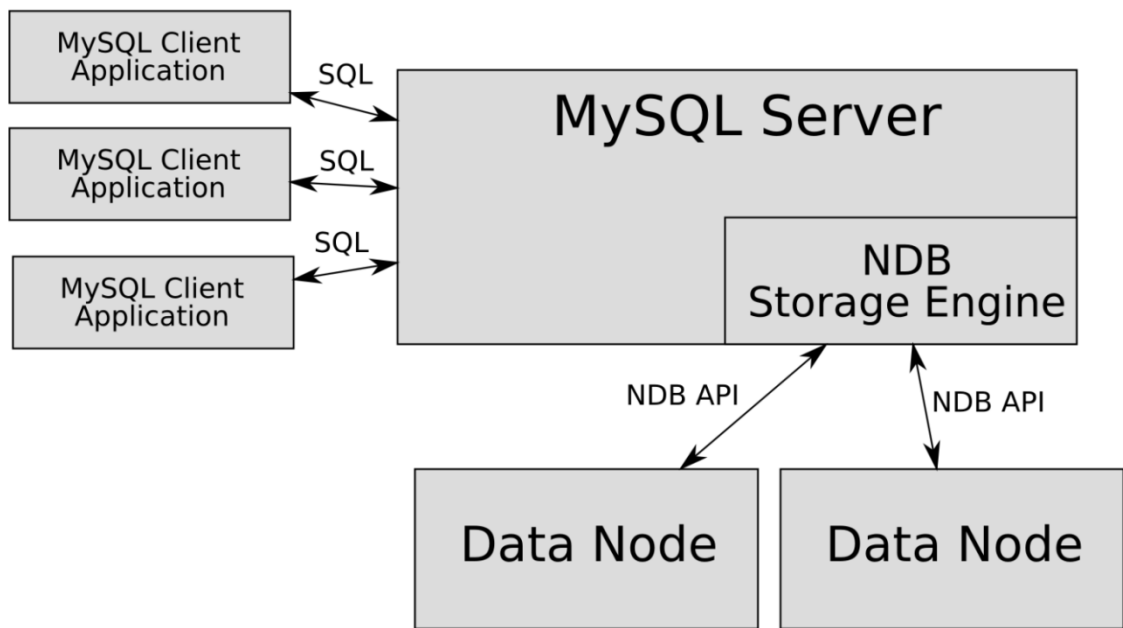 MySQL Client
Application
SQL
MySQL Server
MySQL Client
Application
SQL
SQL
MySQL Client
Application
NDB
Storage Engine
NDB API
NDB API
Data Node
Data Node